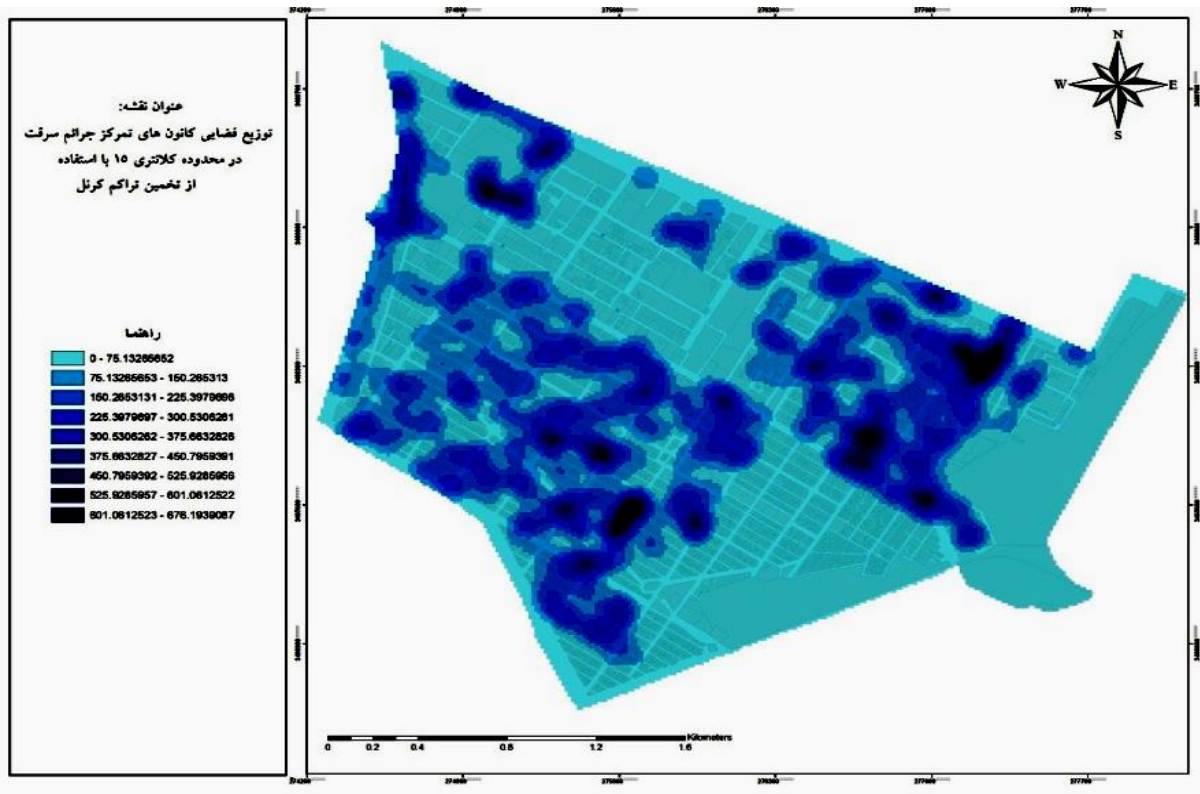 عنوان نقشه:
توزیع فضایی کانون های تمرکز جرائم سرقت
در محدوده کلانتری ۱۵ با استفاده
از تخمین تراکم کرنل
راهنما
0 - 75.13265652
75.13265653 - 150.265313
150.2653131 - 225.3979696
225.3979697 - 300.5306261
300.5306262 - 375.6632826
375.6632827 - 450.7959391
450.7959392 - 525.9285956
525.9285957 - 601.0612522
601.0612523 - 676.1939087
N
W E
S
0 0.2 0.4 0.8 1.2 1.6
Kilometers